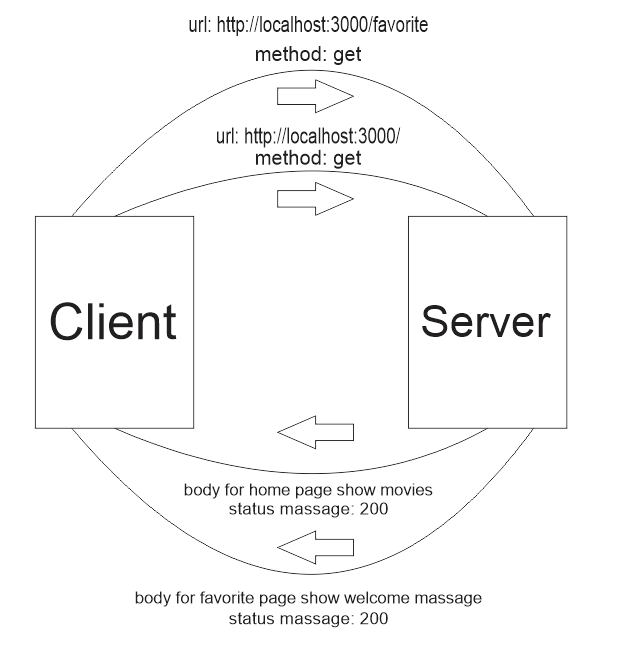 url: http://localhost:3000/favorite
method: get
url: http://localhost:3000/
method: get
Client
Server
body for home page show movies
status massage: 200
body for favorite page show welcome massage
status massage: 200